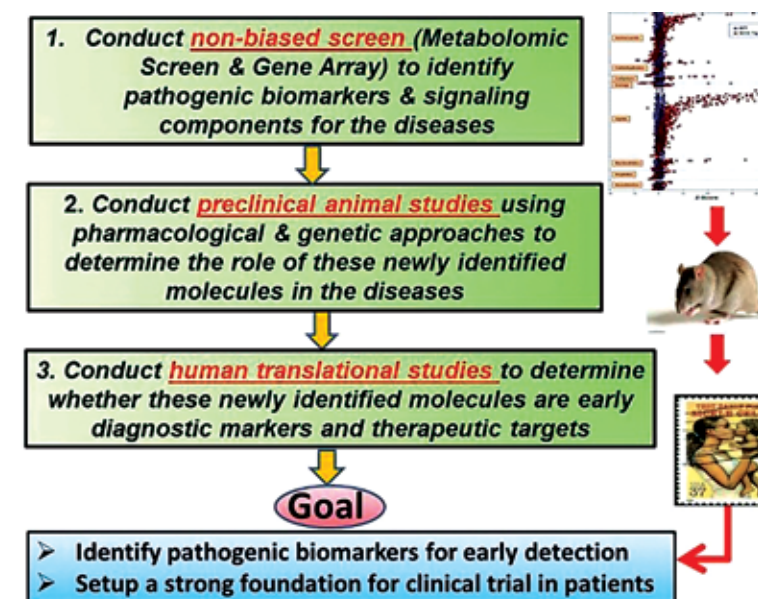 1. Conduct non-biased screen (Metabolomic
Screen & Gene Array) to identify
pathogenic biomarkers & signaling
components for the diseases
2. Conduct preclinical animal studies using
pharmacological & genetic approaches to
determine the role of these newly identified
molecules in the diseases
3. Conduct human translational studies to determine
whether these newly identified molecules are early
diagnostic markers and therapeutic targets
37
Goal
➤ Identify pathogenic biomarkers for early detection
➤ Setup a strong foundation for clinical trial in patients